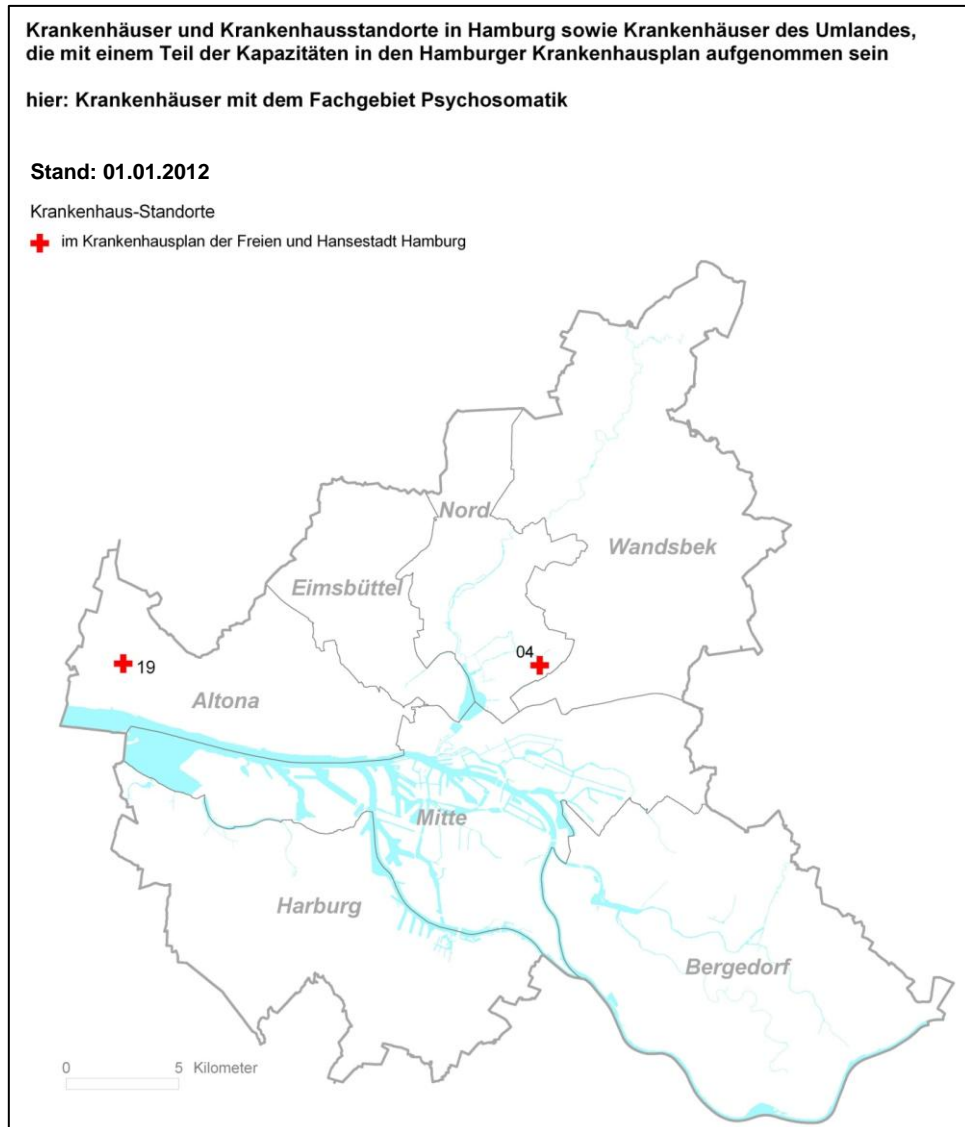 Krankenhäuser und Krankenhausstandorte in Hamburg sowie Krankenhäuser des Umlandes,
die mit einem Teil der Kapazitäten in den Hamburger Krankenhausplan aufgenommen sein
hier: Krankenhäuser mit dem Fachgebiet Psychosomatik
Stand: 01.01.2012
Krankenhaus-Standorte
im Krankenhausplan der Freien und Hansestadt Hamburg
Nord
Wandsbek
Eimsbüttel
04
19
Altona
Mitte
Harburg
Bergedorf
0 5 Kilometer